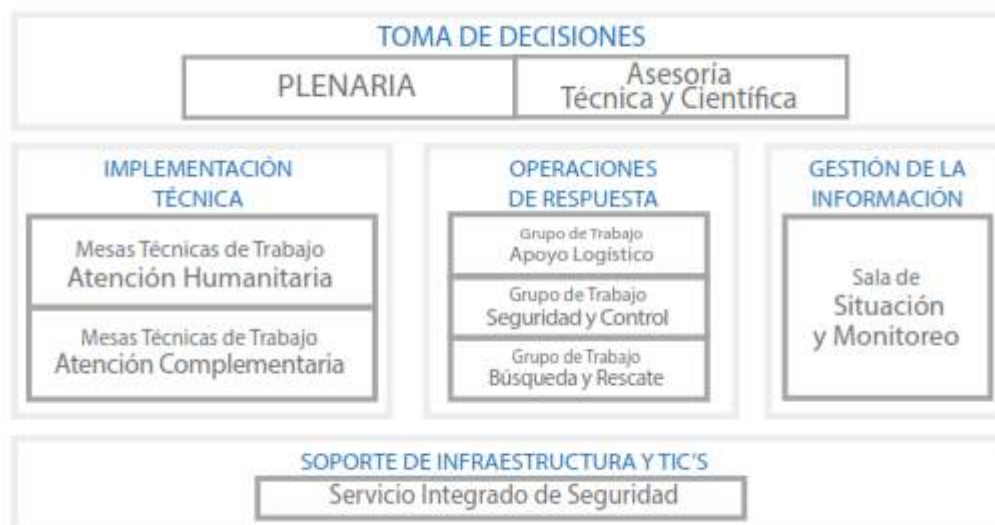 TOMA DE DECISIONES
PLENARIA
Asesoría
Técnica y Científica
IMPLEMENTACIÓN
TÉCNICA
Mesas Técnicas de Trabajo
Atención Humanitaria
Mesas Técnicas de Trabajo
Atención Complementaria
OPERACIONES
DE RESPUESTA
Grupo de Trabajo
Apoyo Logístico
Grupo de Trabajo
Seguridad y Control
Grupo de Trabajo
Búsqueda y Rescate
GESTIÓN DE LA
INFORMACIÓN
Sala de
Situación
y Monitoreo
SOPORTE DE INFRAESTRUCTURA Y TIC'S
Servicio Integrado de Seguridad